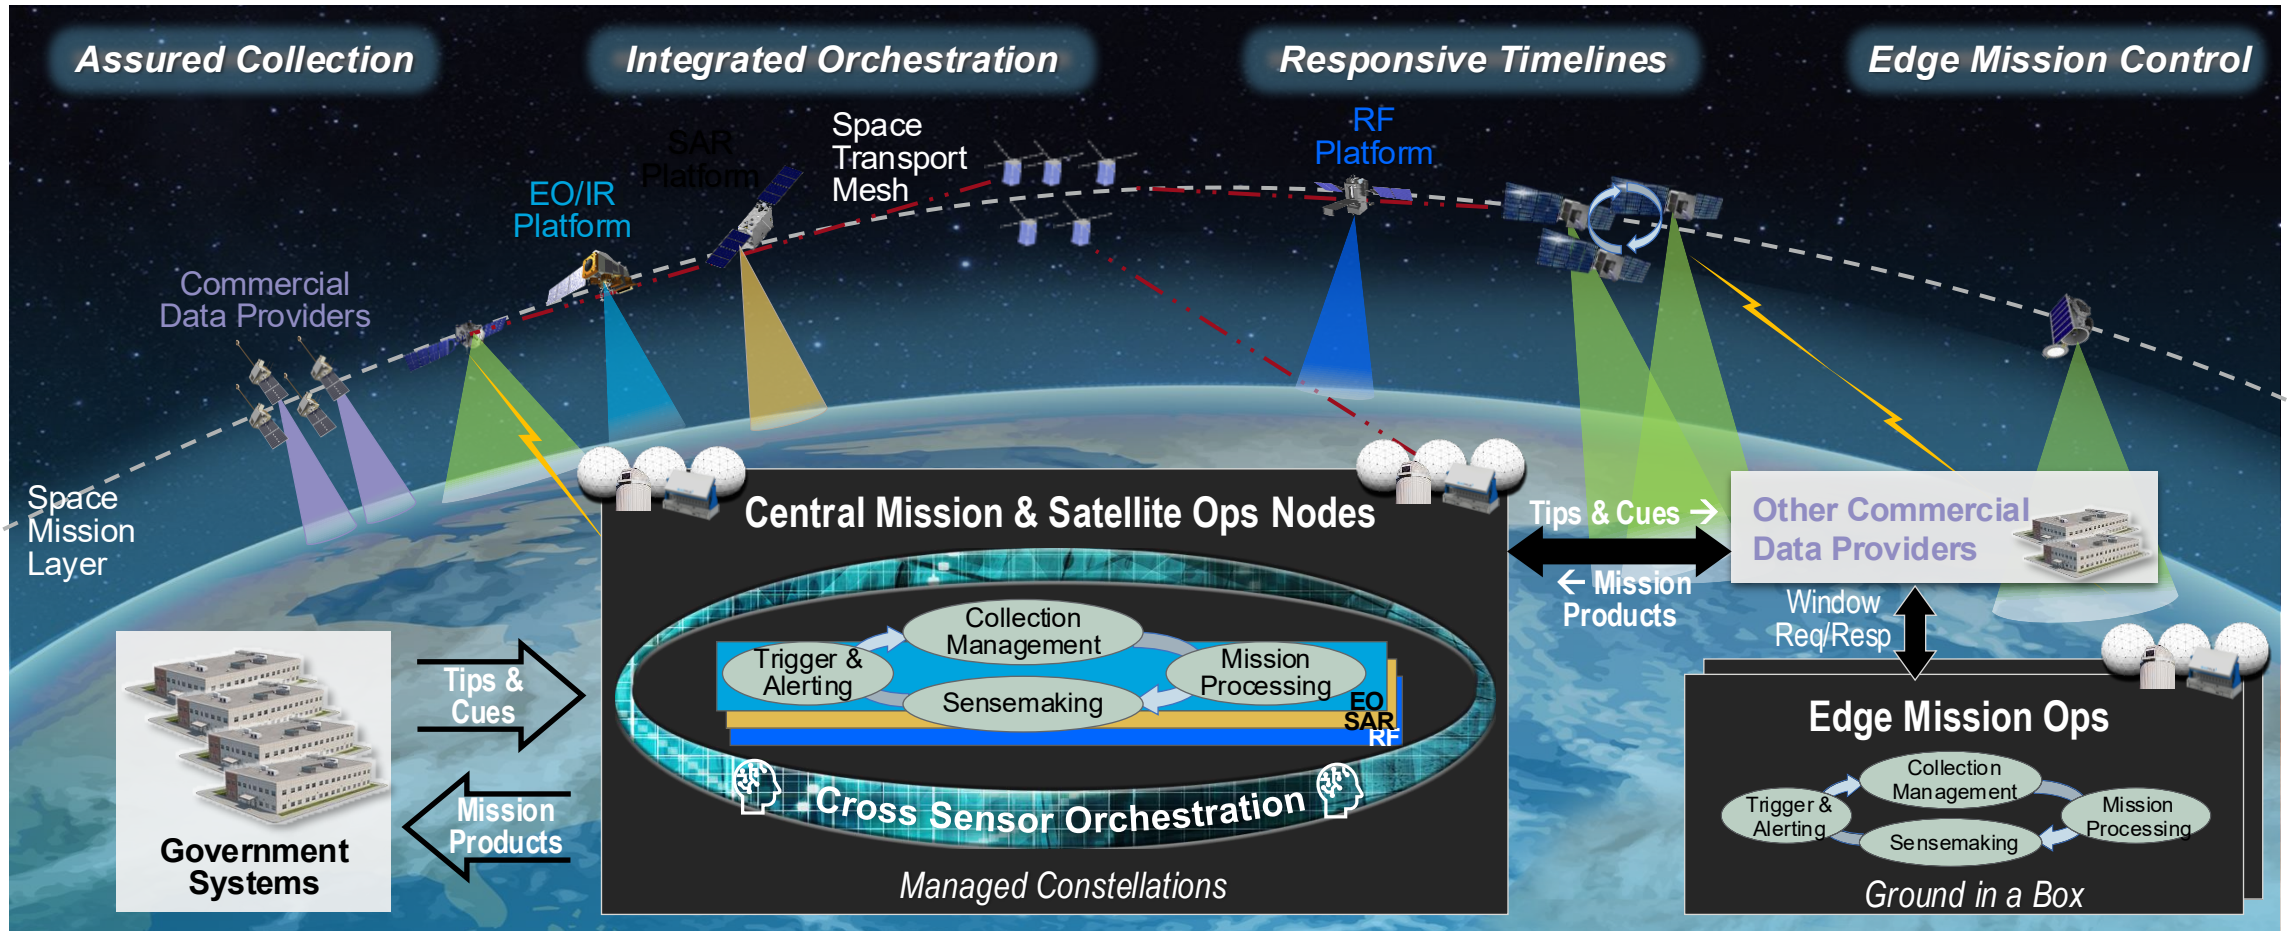 Assured Collection
Integrated Orchestration
Responsive Timelines
Edge Mission Control
Commercial
Data Providers
EO/IR
Platform
SAR
Platform
Space
Transport
Mesh
RF
Platform
Space
Mission
Layer
Central Mission & Satellite Ops Nodes
Collection
Management
Trigger &
Alerting
Mission
Processing
Sensemaking
EO
SAR
RF
Cross Sensor Orchestration
Managed Constellations
Tips &
Cues
Mission
Products
Government
Systems
Tips & Cues →
← Mission
Products
Other Commercial
Data Providers
Window
Req/Resp
Edge Mission Ops
Collection
Management
Trigger &
Alerting
Mission
Processing
Sensemaking
Ground in a Box